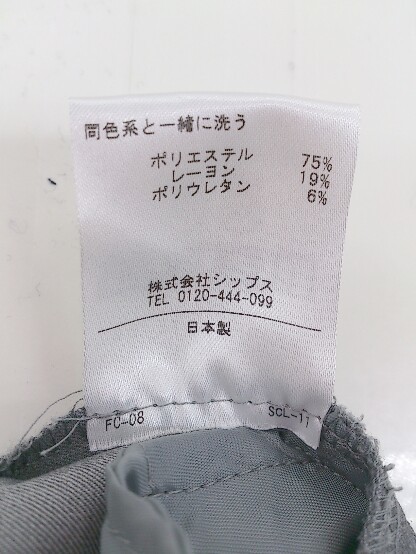 同色系と一緒に洗う
ポリエステル 75%
レーヨン 19%
ポリウレタン 6%
株式会社シップス
TEL 0120-444-099
日本製
FC-08 SCL-11